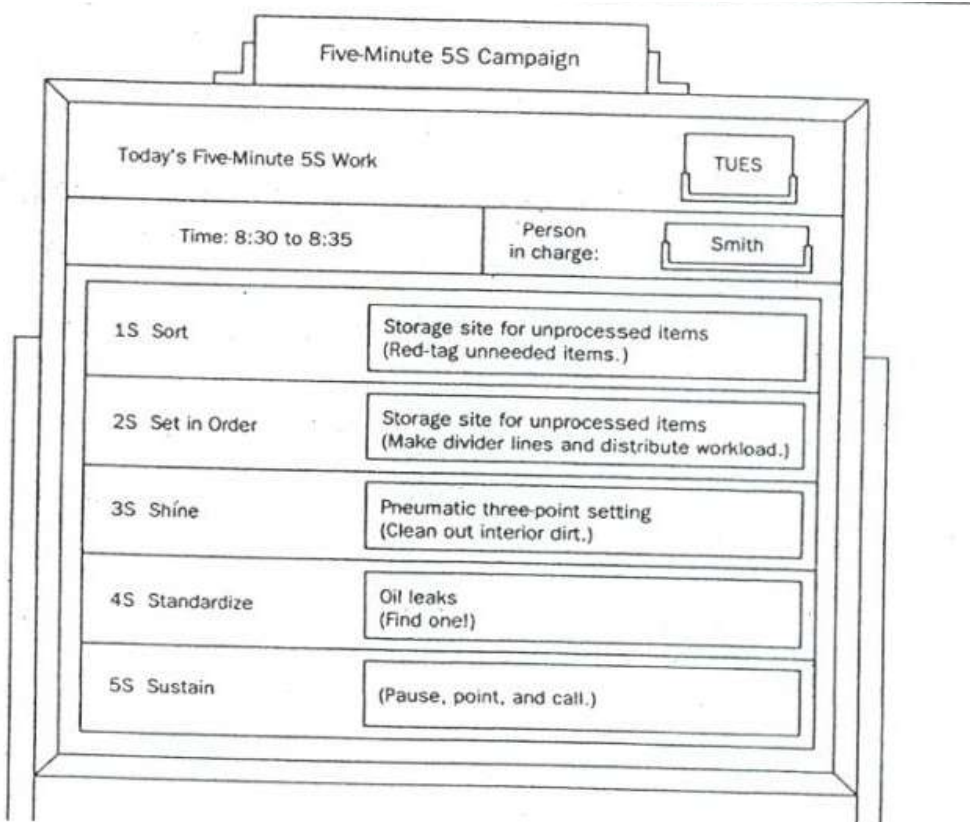 Five-Minute 5S Campaign
Today's Five-Minute 5S Work
TUES
Time: 8:30 to 8:35
Person
in charge:
Smith
1S Sort
Storage site for unprocessed items
(Red-tag unneeded items.)
2S Set in Order
Storage site for unprocessed items
(Make divider lines and distribute workload.)
3S Shine
Pneumatic three-point setting
(Clean out interior dirt.)
4S Standardize
Oil leaks
(Find one!)
5S Sustain
(Pause, point, and call.)